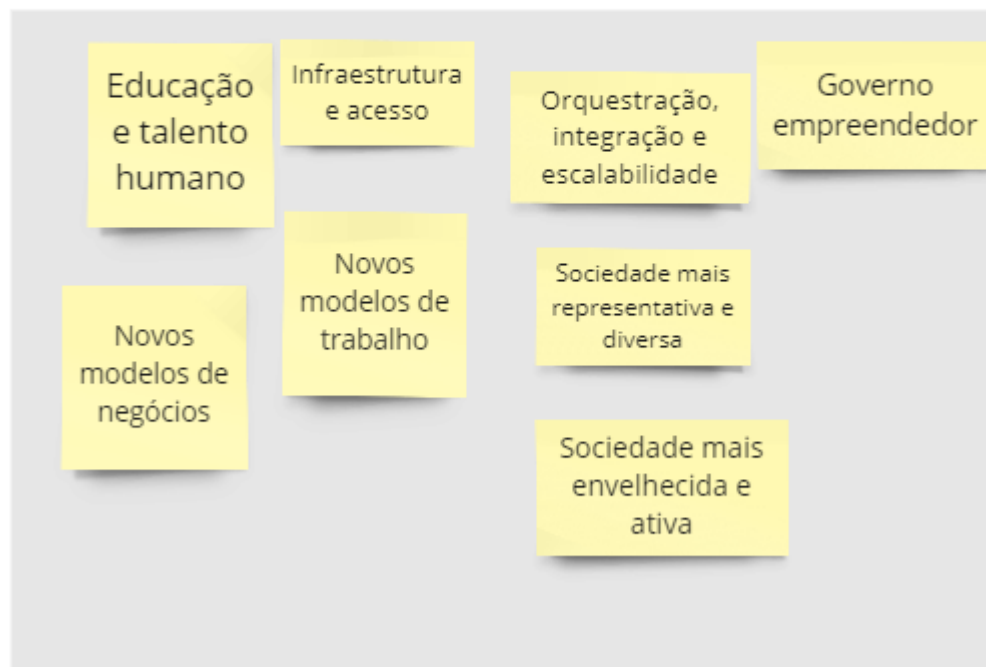 Educação
e talento
humano
Infraestrutura
e acesso
Orquestração,
integração e
escalabilidade
Governo
empreendedor
Novos
modelos de
negócios
Novos
modelos de
trabalho
Sociedade mais
representativa e
diversa
Sociedade mais
envelhecida e
ativa